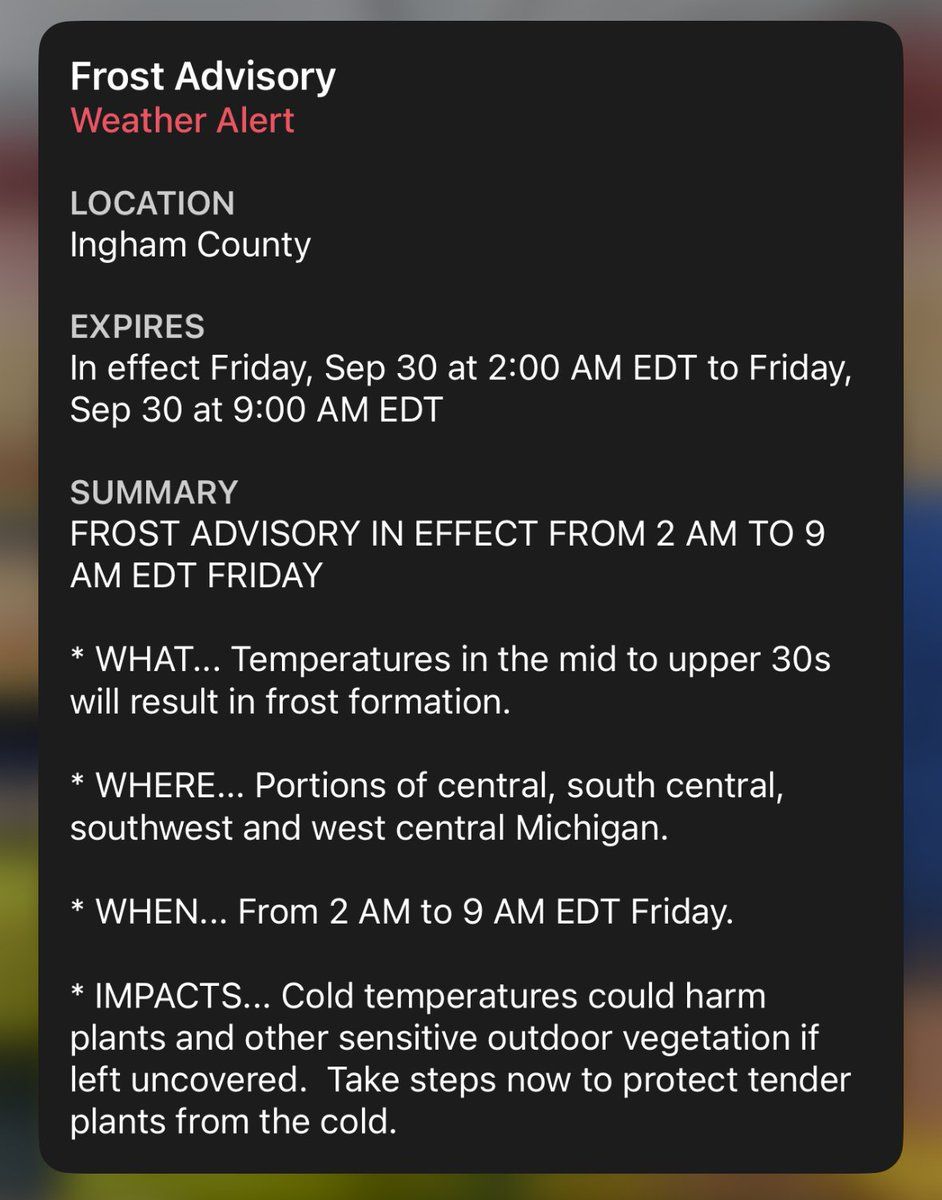 Frost Advisory
Weather Alert
LOCATION
Ingham County
EXPIRES
In effect Friday, Sep 30 at 2:00 AM EDT to Friday,
Sep 30 at 9:00 AM EDT
SUMMARY
FROST ADVISORY IN EFFECT FROM 2 AM TO 9
AM EDT FRIDAY
* WHAT... Temperatures in the mid to upper 30s
will result in frost formation.
* WHERE... Portions of central, south central,
southwest and west central Michigan.
* WHEN... From 2 AM to 9 AM EDT Friday.
* IMPACTS... Cold temperatures could harm
plants and other sensitive outdoor vegetation if
left uncovered.  Take steps now to protect tender
plants from the cold.